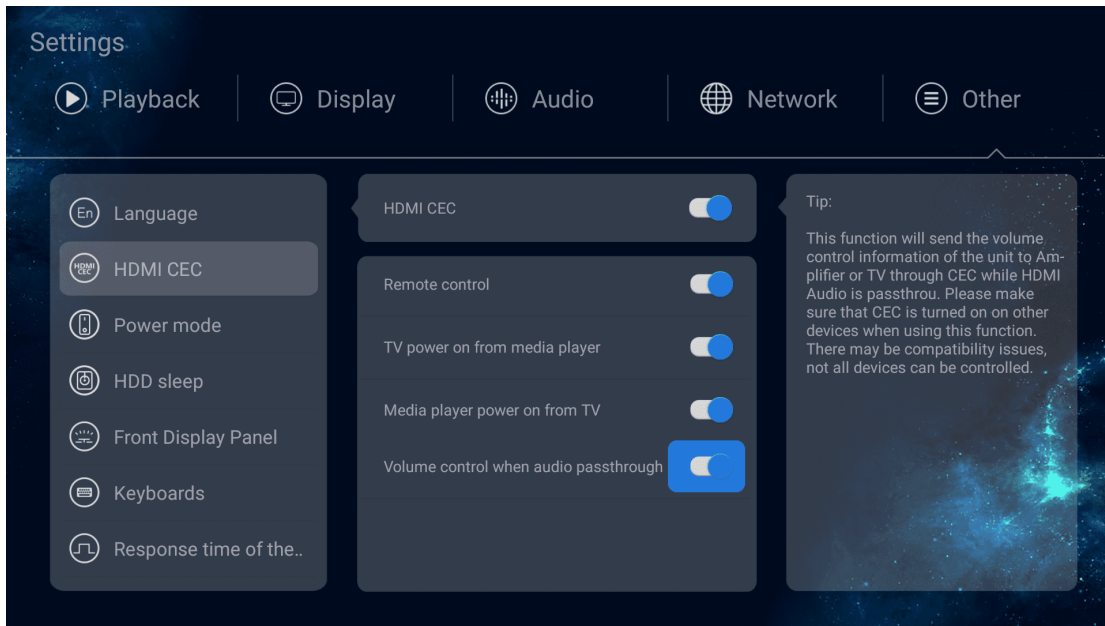 Settings
Playback
Display
Audio
Network
Other
En
Language
HDMI
CEC
HDMI CEC
Power mode
HDD sleep
Front Display Panel
Keyboards
Response time of the..
HDMI CEC
Remote control
TV power on from media player
Media player power on from TV
Volume control when audio passthrough
Tip:
This function will send the volume
control information of the unit to Am-
plifier or TV through CEC while HDMI
Audio is passthrou. Please make
sure that CEC is turned on on other
devices when using this function.
There may be compatibility issues,
not all devices can be controlled.